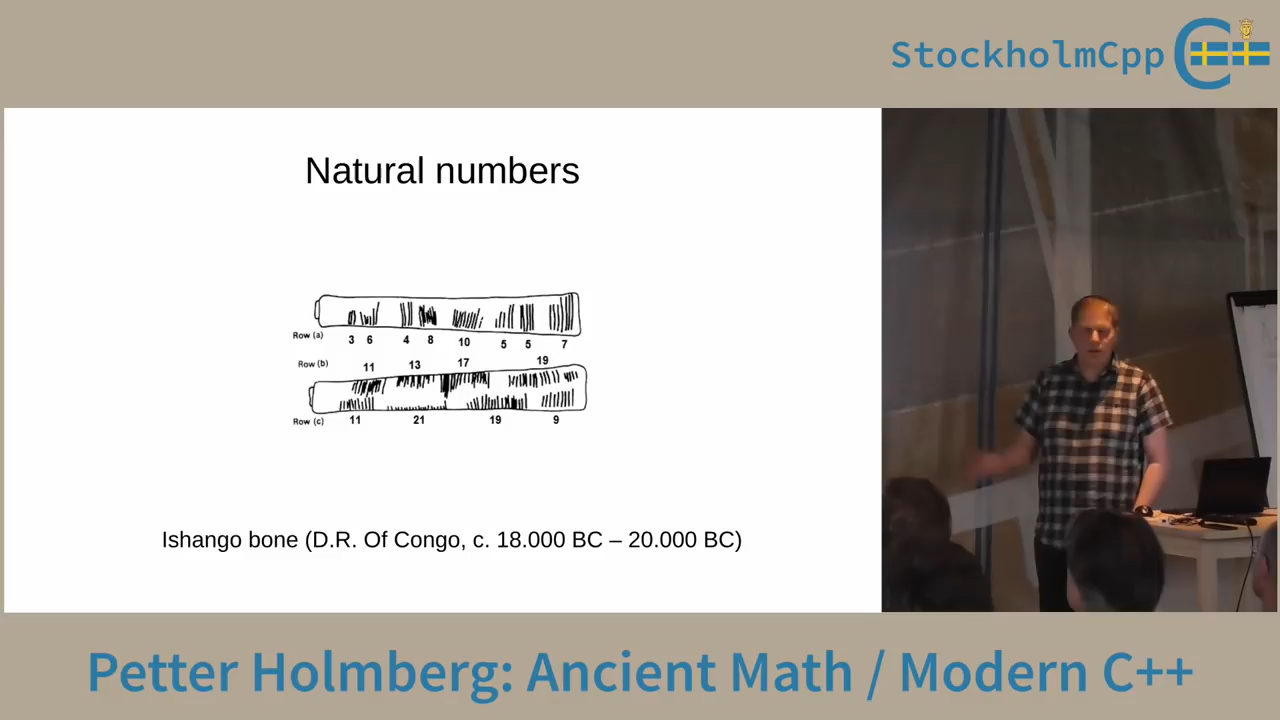 StockholmCpp
Natural numbers
Row (a)
3 6 4 8 10 5 5 7
Row (b)
11 13 17 19
Row (c)
11 21 19 9
Ishango bone (D.R. Of Congo, c. 18.000 BC – 20.000 BC)
Petter Holmberg: Ancient Math / Modern C++